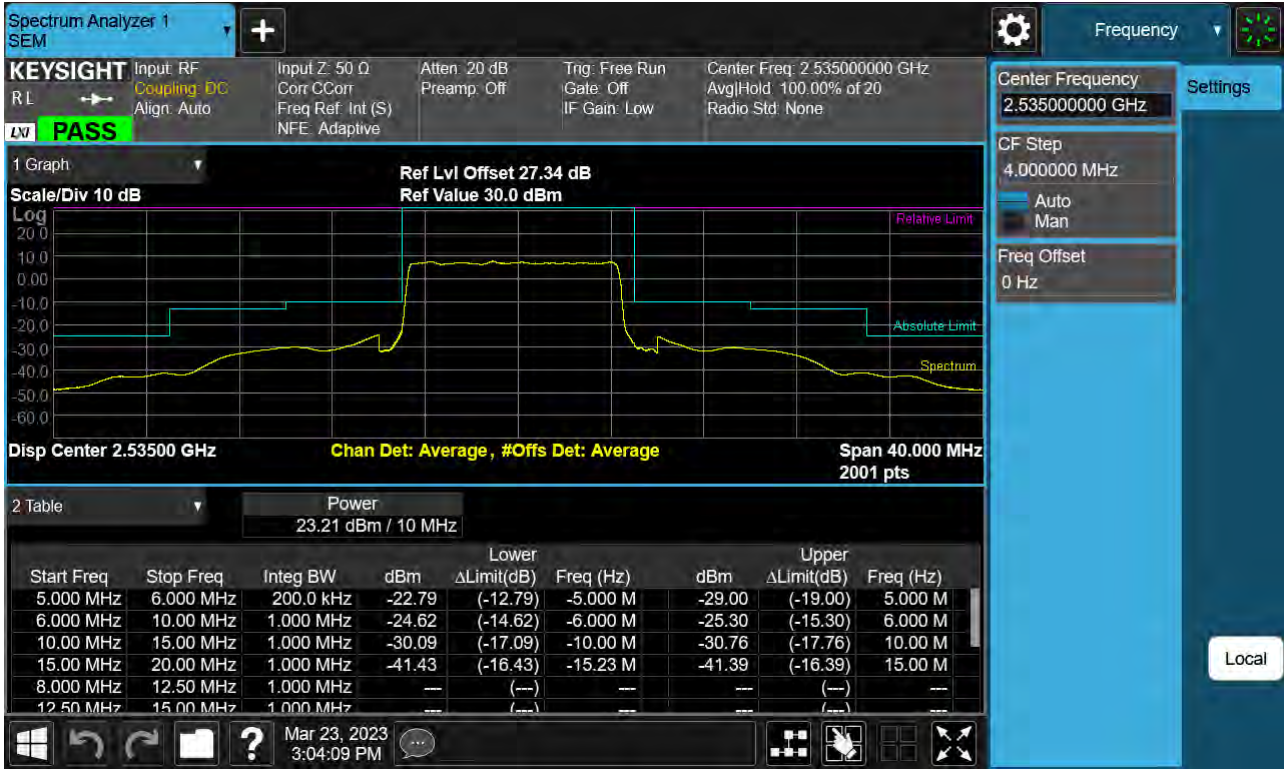 Spectrum Analyzer 1
SEM
+
Frequency
KEYSIGHT
Input: RF
Coupling: DC
Align: Auto
Input Z: 50 Ω
Corr CCorr
Freq Ref: Int (S)
NFE: Adaptive
Atten: 20 dB
Preamp: Off
Trig: Free Run
Gate: Off
IF Gain: Low
Center Freq: 2.535000000 GHz
Avg|Hold: 100.00% of 20
Radio Std: None
R L
LXI
PASS
Center Frequency
2.535000000 GHz
Settings
CF Step
4.000000 MHz
Auto
Man
Freq Offset
0 Hz
1 Graph
Ref Lvl Offset 27.34 dB
Scale/Div 10 dB
Ref Value 30.0 dBm
Log
Relative Limit
20.0
10.0
0.00
-10.0
-20.0
Absolute Limit
-30.0
-40.0
Spectrum
-50.0
-60.0
Disp Center 2.53500 GHz
Chan Det: Average, #Offs Det: Average
Span 40.000 MHz
2001 pts
2 Table
Power
23.21 dBm / 10 MHz
Lower Upper
Start Freq Stop Freq Integ BW dBm ΔLimit(dB) Freq (Hz) dBm ΔLimit(dB) Freq (Hz)
5.000 MHz 6.000 MHz 200.0 kHz -22.79 (-12.79) -5.000 M -29.00 (-19.00) 5.000 M
6.000 MHz 10.00 MHz 1.000 MHz -24.62 (-14.62) -6.000 M -25.30 (-15.30) 6.000 M
10.00 MHz 15.00 MHz 1.000 MHz -30.09 (-17.09) -10.00 M -30.76 (-17.76) 10.00 M
15.00 MHz 20.00 MHz 1.000 MHz -41.43 (-16.43) -15.23 M -41.39 (-16.39) 15.00 M
8.000 MHz 12.50 MHz 1.000 MHz --- (---) --- --- (---) ---
12.50 MHz 15.00 MHz 1.000 MHz --- (---) --- --- (---) ---
Local
?
Mar 23, 2023
3:04:09 PM